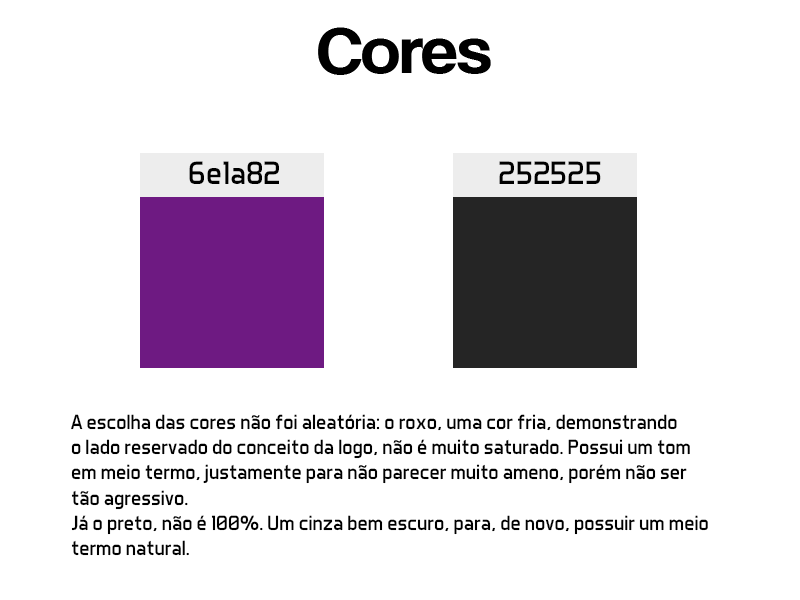 Cores
6e1a82
252525
A escolha das cores não foi aleatória: o roxo, uma cor fria, demonstrando
o lado reservado do conceito da logo, não é muito saturado. Possui um tom
em meio termo, justamente para não parecer muito ameno, porém não ser
tão agressivo.
Já o preto, não é 100%. Um cinza bem escuro, para, de novo, possuir um meio
termo natural.